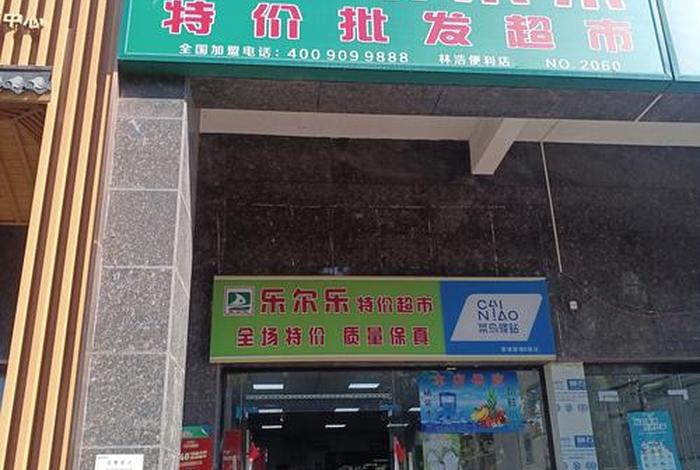 中心
特价批发超市
全国加盟电话：400 909 9888 林浩便利店 NO.2060
乐尔乐 特价超市
全场特价 质量保真
CAI
NIAO
菜鸟驿站